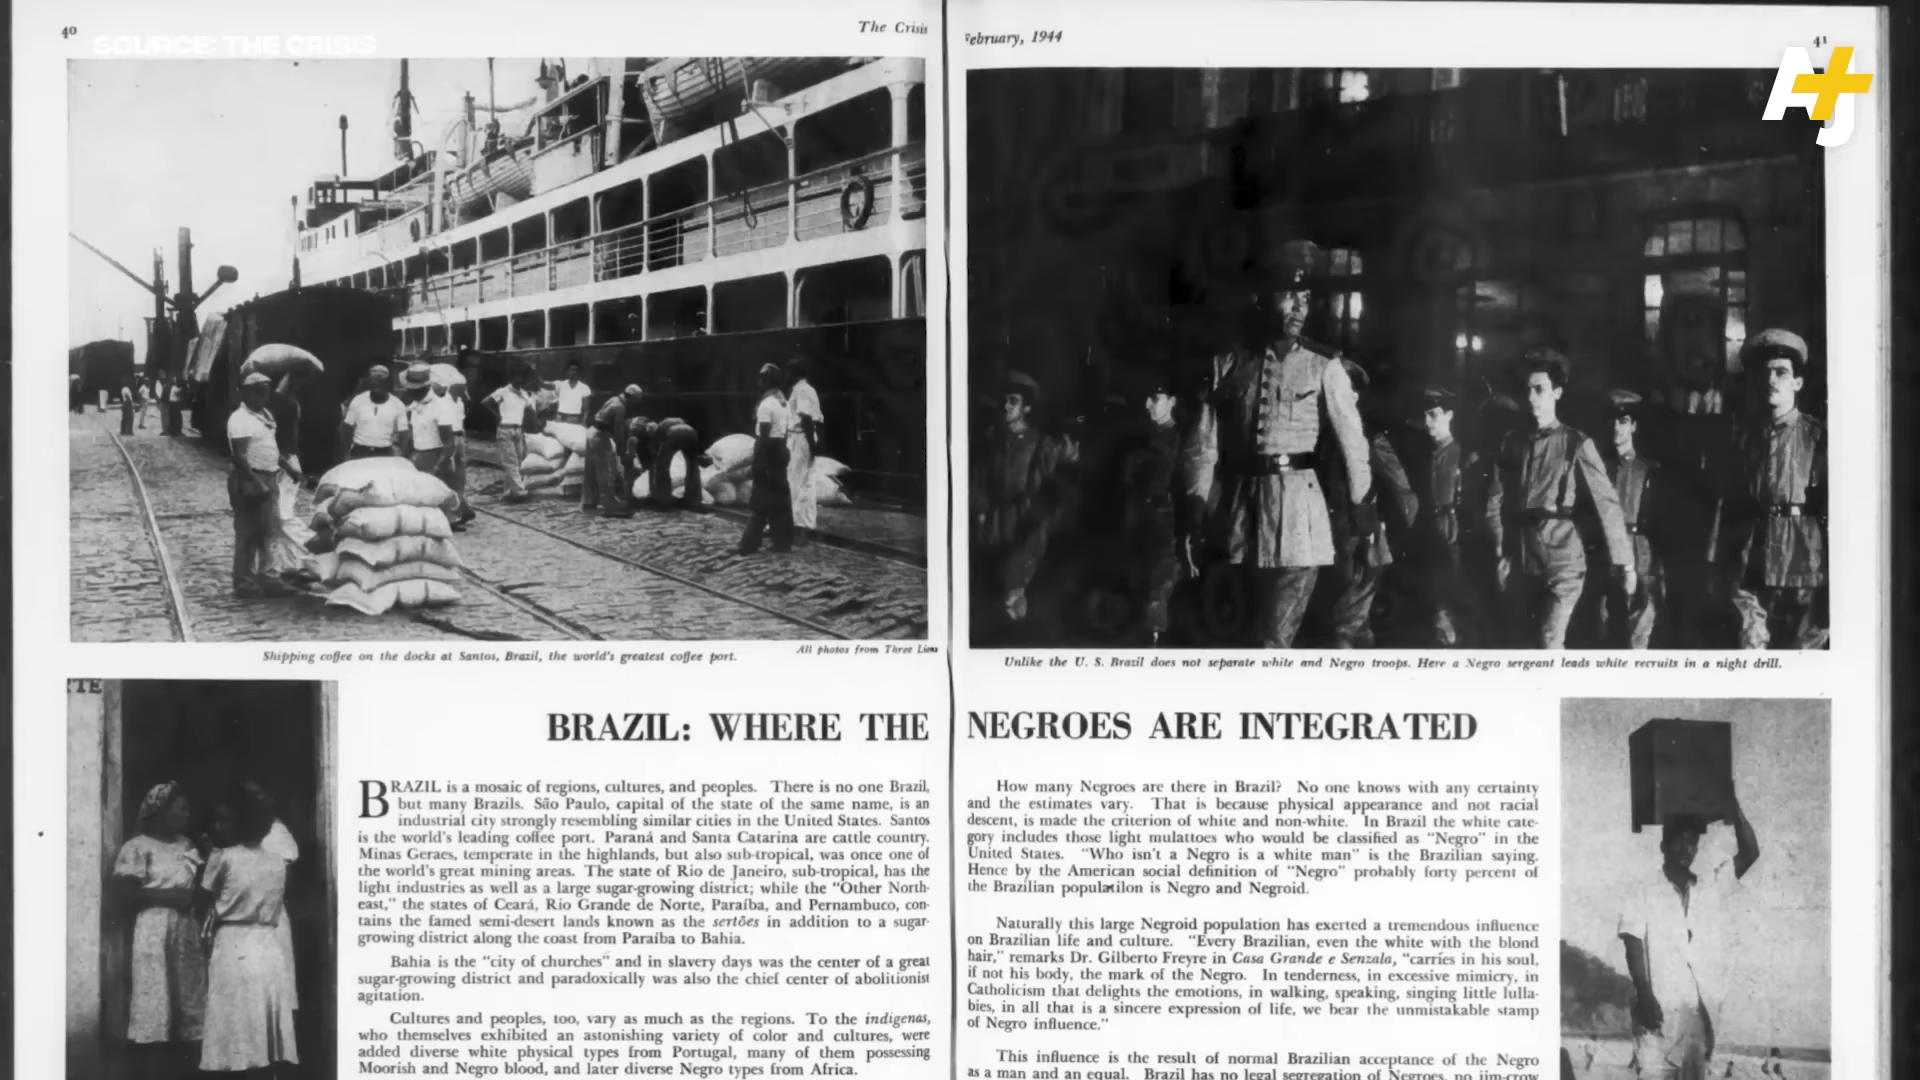 40
SOURCE: THE CRISIS
The Crisis
February, 1944
41
AJ+
Shipping coffee on the docks at Santos, Brazil, the world's greatest coffee port.
All photos from Three Lions
Unlike the U. S. Brazil does not separate white and Negro troops. Here a Negro sergeant leads white recruits in a night drill.
TE
BRAZIL: WHERE THE NEGROES ARE INTEGRATED
BRAZIL is a mosaic of regions, cultures, and peoples. There is no one Brazil,
but many Brazils. São Paulo, capital of the state of the same name, is an
industrial city strongly resembling similar cities in the United States. Santos
is the world's leading coffee port. Paraná and Santa Catarina are cattle country.
Minas Geraes, temperate in the highlands, but also sub-tropical, was once one of
the world's great mining areas. The state of Rio de Janeiro, sub-tropical, has the
light industries as well as a large sugar-growing district; while the "Other North-
east," the states of Ceará, Rio Grande de Norte, Paraíba, and Pernambuco, con-
tains the famed semi-desert lands known as the sertões in addition to a sugar-
growing district along the coast from Paraíba to Bahia.
Bahia is the "city of churches" and in slavery days was the center of a great
sugar-growing district and paradoxically was also the chief center of abolitionist
agitation.
Cultures and peoples, too, vary as much as the regions. To the indigenas,
who themselves exhibited an astonishing variety of color and cultures, were
added diverse white physical types from Portugal, many of them possessing
Moorish and Negro blood, and later diverse Negro types from Africa.
How many Negroes are there in Brazil? No one knows with any certainty
and the estimates vary. That is because physical appearance and not racial
descent, is made the criterion of white and non-white. In Brazil the white cate-
gory includes those light mulattoes who would be classified as "Negro" in the
United States. "Who isn't a Negro is a white man" is the Brazilian saying.
Hence by the American social definition of "Negro" probably forty percent of
the Brazilian populatilon is Negro and Negroid.
Naturally this large Negroid population has exerted a tremendous influence
on Brazilian life and culture. "Every Brazilian, even the white with the blond
hair," remarks Dr. Gilberto Freyre in Casa Grande e Senzala, "carries in his soul,
if not his body, the mark of the Negro. In tenderness, in excessive mimicry, in
Catholicism that delights the emotions, in walking, speaking, singing little lulla-
bies, in all that is a sincere expression of life, we bear the unmistakable stamp
of Negro influence."
This influence is the result of normal Brazilian acceptance of the Negro
as a man and an equal. Brazil has no legal segregation of Negroes, no jim-crow